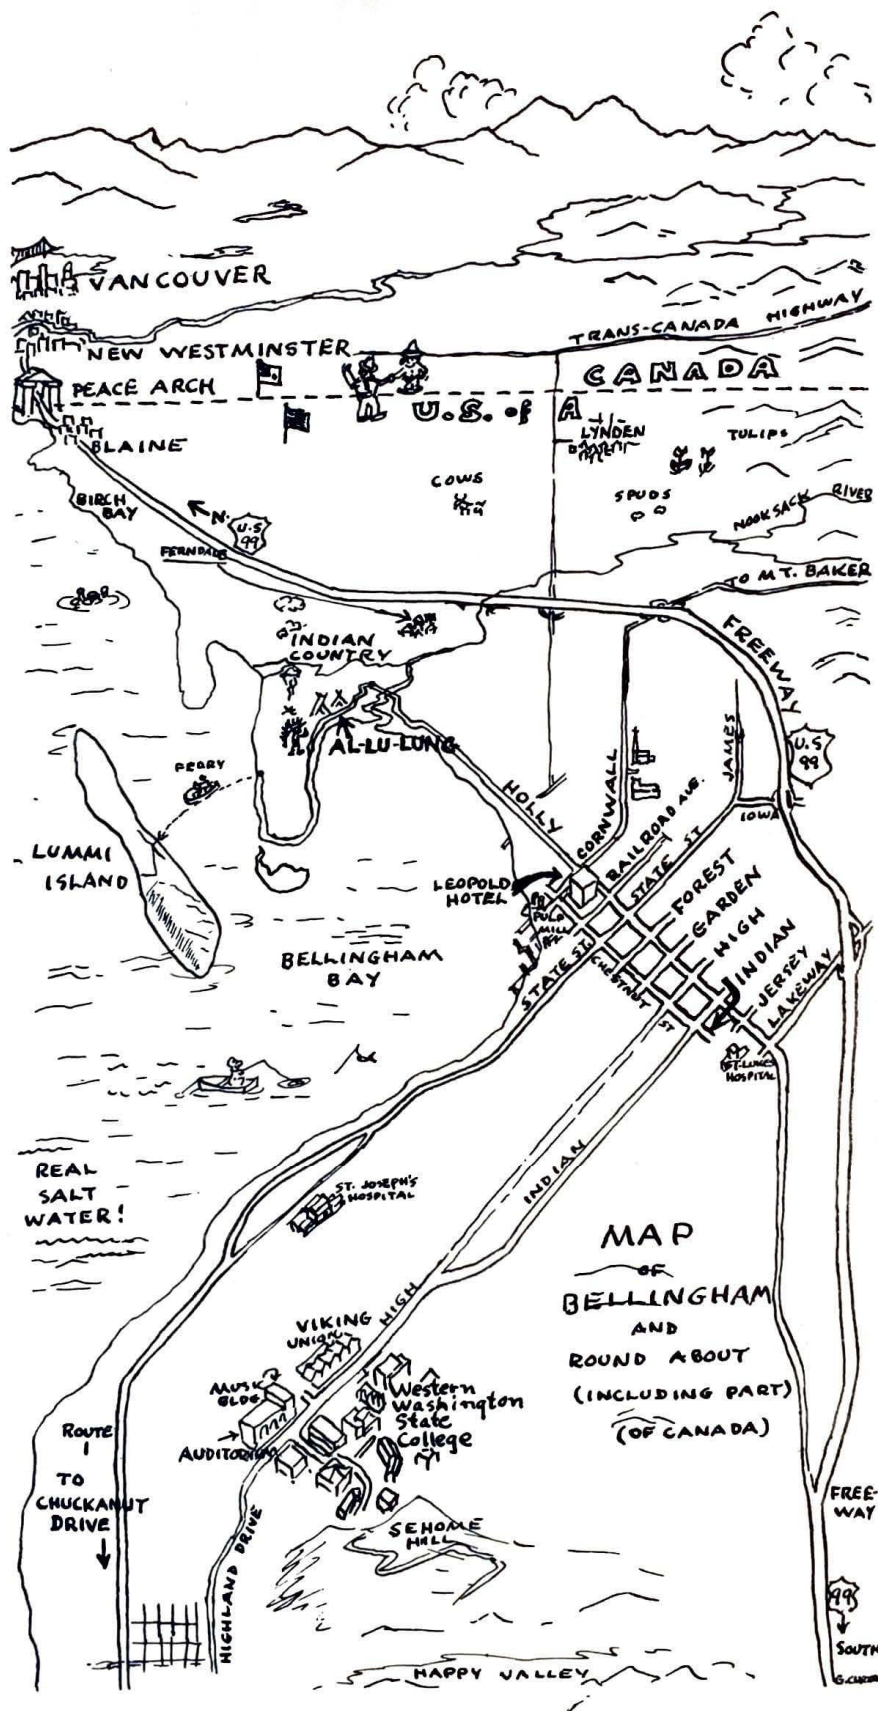 VANCOUVER
TRANS-CANADA HIGHWAY
NEW WESTMINSTER
PEACE ARCH
CANADA
U.S. of A
BLAINE
LYNDEN
TULIPS
COWS
SPUDS
BIRCH
BAY
N.
U.S
99
NOOKSACK RIVER
FERNDALE
TO MT. BAKER
FREEWAY
INDIAN
COUNTRY
AL-LU-LUNG
JAMES
U.S
99
FERRY
HOLLY
CORNWALL
RAILROAD AVE.
IOWA
LUMMI
ISLAND
LEOPOLD
HOTEL
STATE ST
FOREST
GARDEN
HIGH
INDIAN
JERSEY
LAKEWAY
PULP
MILL
BELLINGHAM
BAY
STATE ST.
CHESTNUT ST
ST. LUKES
HOSPITAL
REAL
SALT
WATER!
ST. JOSEPH'S
HOSPITAL
INDIAN
MAP
OF
BELLINGHAM
AND
ROUND ABOUT
(INCLUDING PART)
(OF CANADA)
HIGH
VIKING
UNION
MUSIC
BLDG
AUDITORIUM
Western
Washington
State
College
ROUTE
1
TO
CHUCKANUT
DRIVE
SEHOME
HILL
HIGHLAND DRIVE
FREE-
WAY
99
SOUTH
HAPPY VALLEY